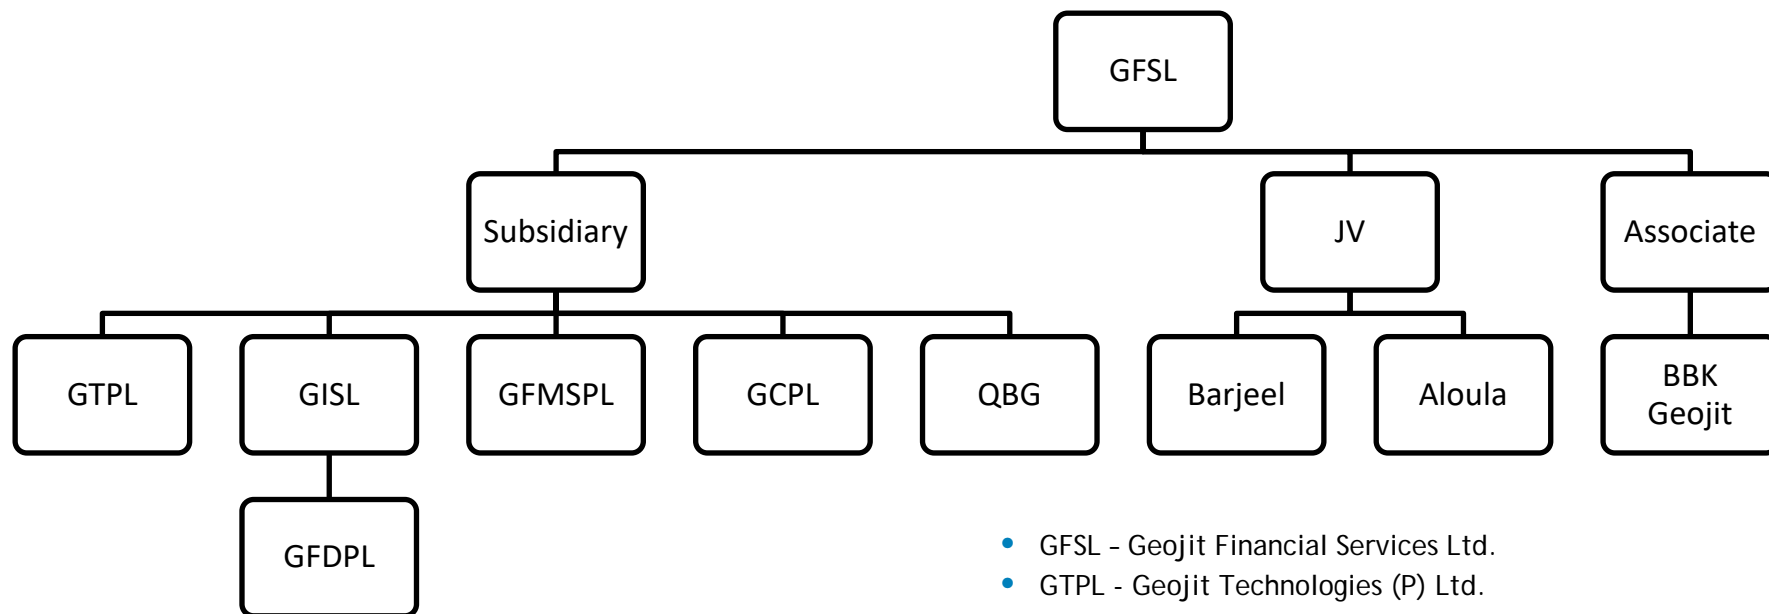 GFSL
Subsidiary
JV
Associate
GTPL
GISL
GFMSPL
GCPL
QBG
Barjeel
Aloula
BBK
Geojit
GFDPL
• GFSL – Geojit Financial Services Ltd.
• GTPL - Geojit Technologies (P) Ltd.